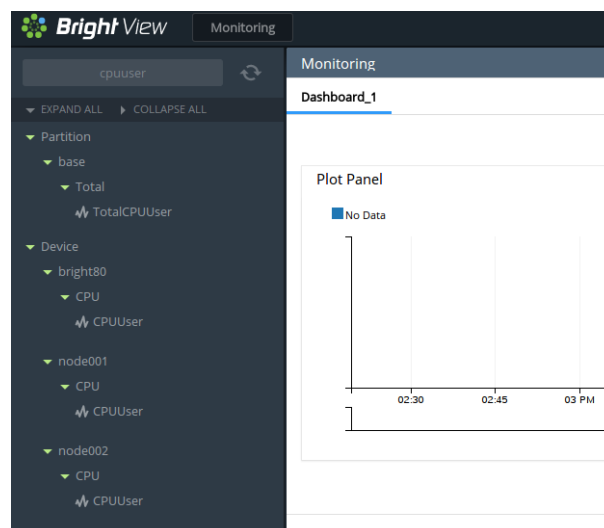 Bright View
Monitoring
cpuuser
EXPAND ALL
COLLAPSE ALL
Partition
base
Total
TotalCPUUser
Device
bright80
CPU
CPUUser
node001
CPU
CPUUser
node002
CPU
CPUUser
Monitoring
Dashboard_1
Plot Panel
No Data
02:30 02:45 03 PM